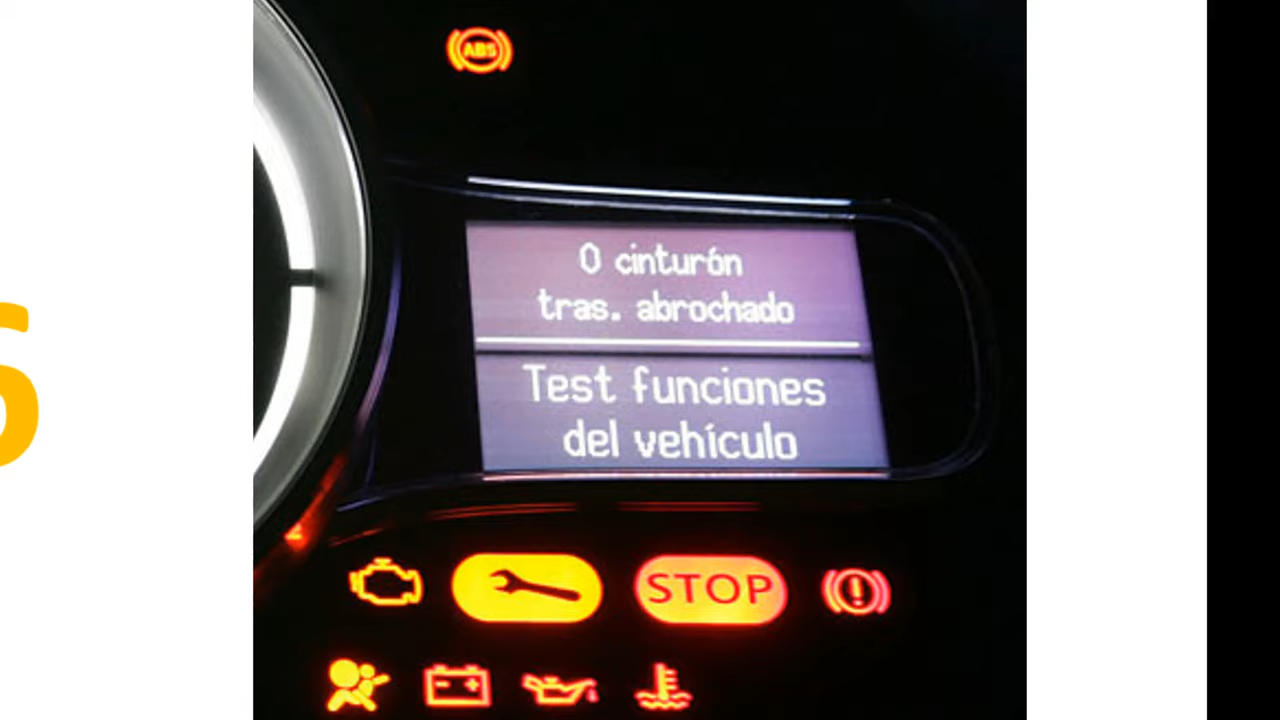 ABS
0 cinturón
tras. abrochado
Test funciones
del vehículo
STOP